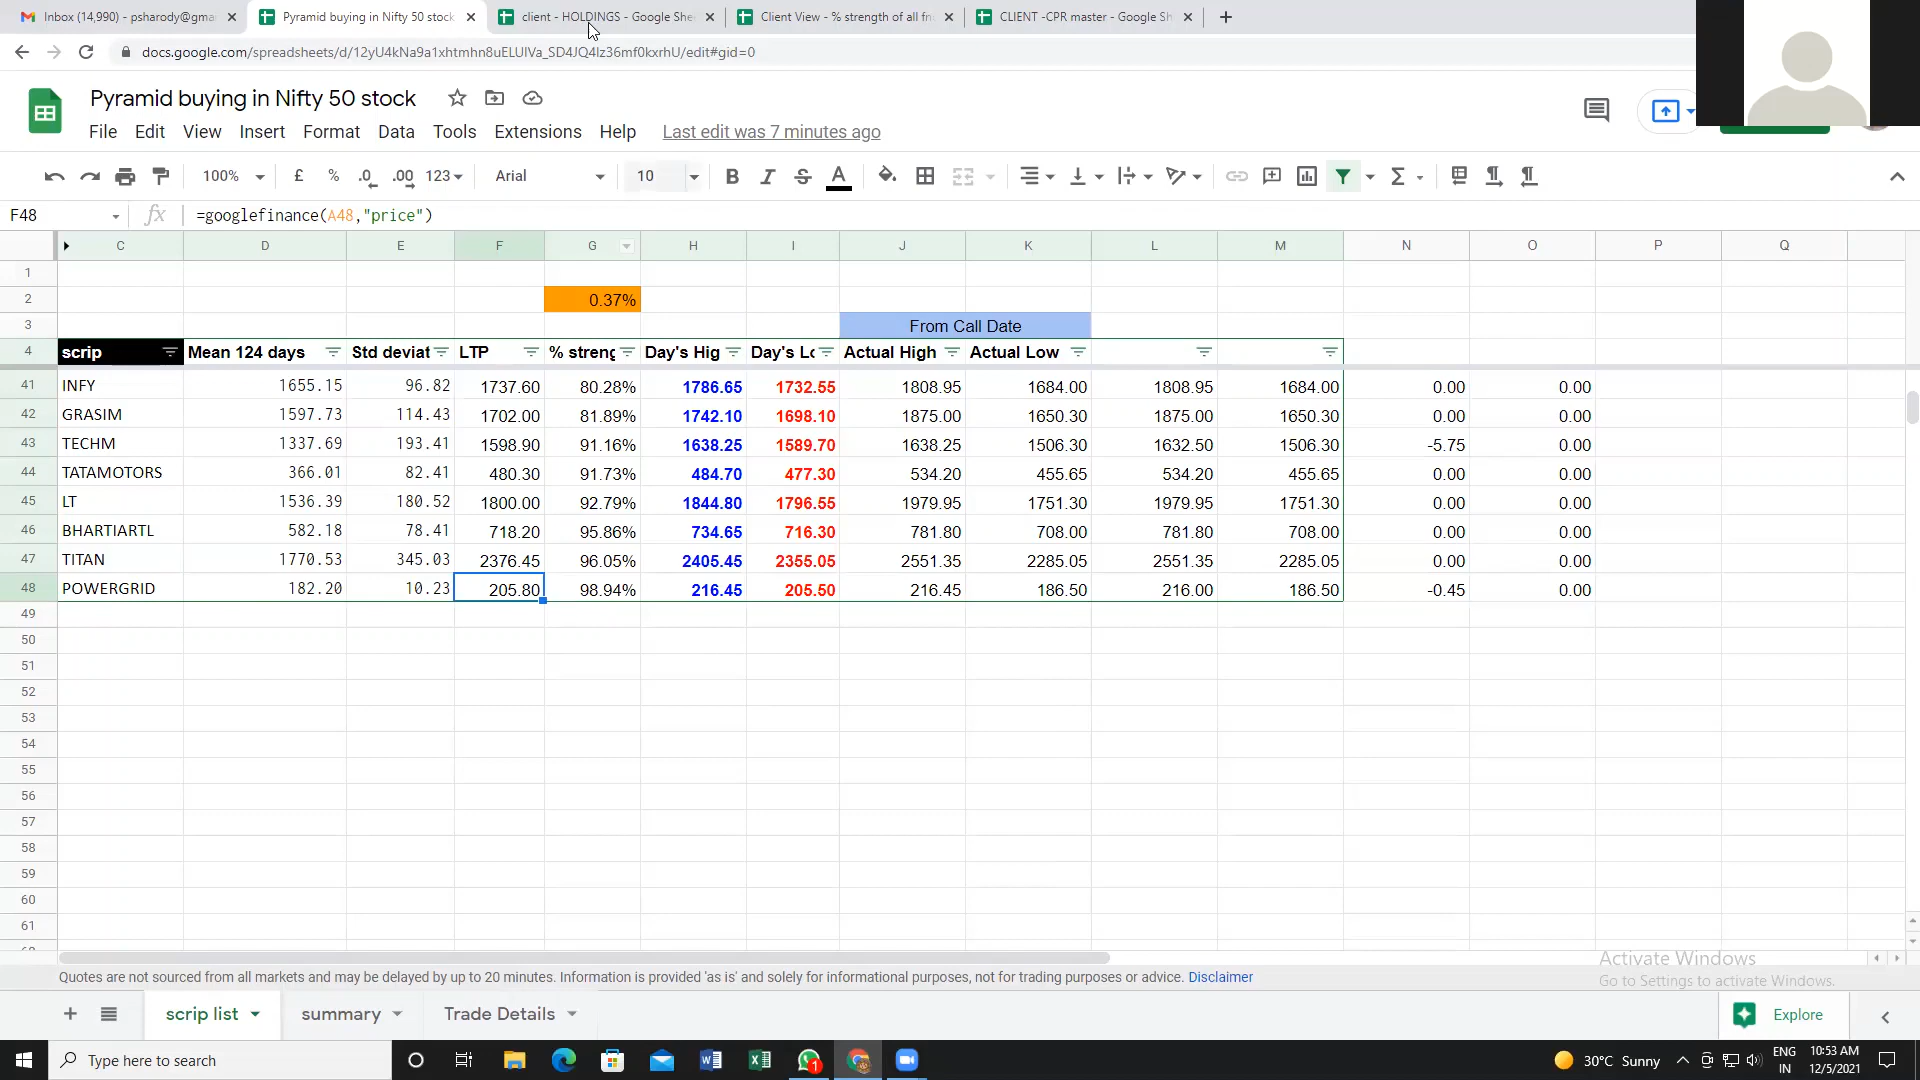 Inbox (14,990) - psharody@gma
Pyramid buying in Nifty 50 stock
client - HOLDINGS - Google She
Client View - % strength of all fn
CLIENT -CPR master - Google Sh
docs.google.com/spreadsheets/d/12yU4kNa9a1xhtmhn8uELUIVa_SD4JQ4lz36mf0kxrhU/edit#gid=0
Pyramid buying in Nifty 50 stock
File Edit View Insert Format Data Tools Extensions Help Last edit was 7 minutes ago
100% £ % .0 .00 123 Arial 10 B I S A
F48 fx =googlefinance(A48,"price")
C D E F G H I J K L M N O P Q
1
2 0.37%
3 From Call Date
4 scrip Mean 124 days Std deviat LTP % streng Day's Hig Day's Lo Actual High Actual Low
41 INFY 1655.15 96.82 1737.60 80.28% 1786.65 1732.55 1808.95 1684.00 1808.95 1684.00 0.00 0.00
42 GRASIM 1597.73 114.43 1702.00 81.89% 1742.10 1698.10 1875.00 1650.30 1875.00 1650.30 0.00 0.00
43 TECHM 1337.69 193.41 1598.90 91.16% 1638.25 1589.70 1638.25 1506.30 1632.50 1506.30 -5.75 0.00
44 TATAMOTORS 366.01 82.41 480.30 91.73% 484.70 477.30 534.20 455.65 534.20 455.65 0.00 0.00
45 LT 1536.39 180.52 1800.00 92.79% 1844.80 1796.55 1979.95 1751.30 1979.95 1751.30 0.00 0.00
46 BHARTIARTL 582.18 78.41 718.20 95.86% 734.65 716.30 781.80 708.00 781.80 708.00 0.00 0.00
47 TITAN 1770.53 345.03 2376.45 96.05% 2405.45 2355.05 2551.35 2285.05 2551.35 2285.05 0.00 0.00
48 POWERGRID 182.20 10.23 205.80 98.94% 216.45 205.50 216.45 186.50 216.00 186.50 -0.45 0.00
49
50
51
52
53
54
55
56
57
58
59
60
61
Activate Windows
Quotes are not sourced from all markets and may be delayed by up to 20 minutes. Information is provided 'as is' and solely for informational purposes, not for trading purposes or advice. Disclaimer
Go to Settings to activate Windows.
scrip list summary Trade Details Explore
Type here to search
1
30°C Sunny
ENG
IN
10:53 AM
12/5/2021